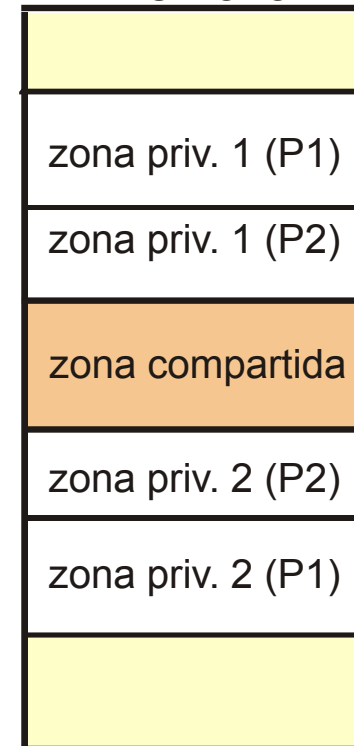 zona priv. 1 (P1)
zona priv. 1 (P2)
zona compartida
zona priv. 2 (P2)
zona priv. 2 (P1)